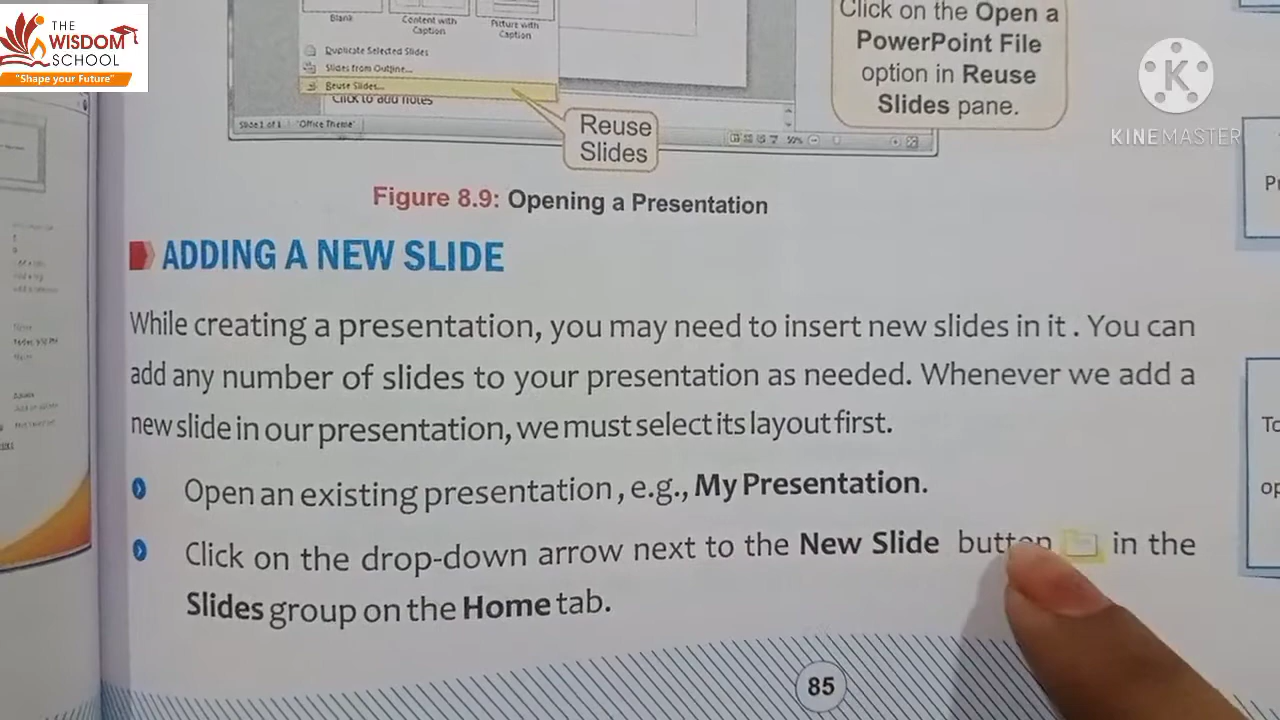 THE
WISDOM
SCHOOL
"Shape your Future"
Blank
Content with
Caption
Picture with
Caption
Duplicate Selected Slides
Slides from Outline...
Reuse Slides...
Click to add notes
Slide 1 of 1
"Office Theme"
50%
Reuse
Slides
Click on the Open a
PowerPoint File
option in Reuse
Slides pane.
K
KINEMASTER
Figure 8.9: Opening a Presentation
ADDING A NEW SLIDE
While creating a presentation, you may need to insert new slides in it . You can
add any number of slides to your presentation as needed. Whenever we add a
new slide in our presentation, we must select its layout first.
Open an existing presentation, e.g., My Presentation.
Click on the drop-down arrow next to the New Slide button in the
Slides group on the Home tab.
85